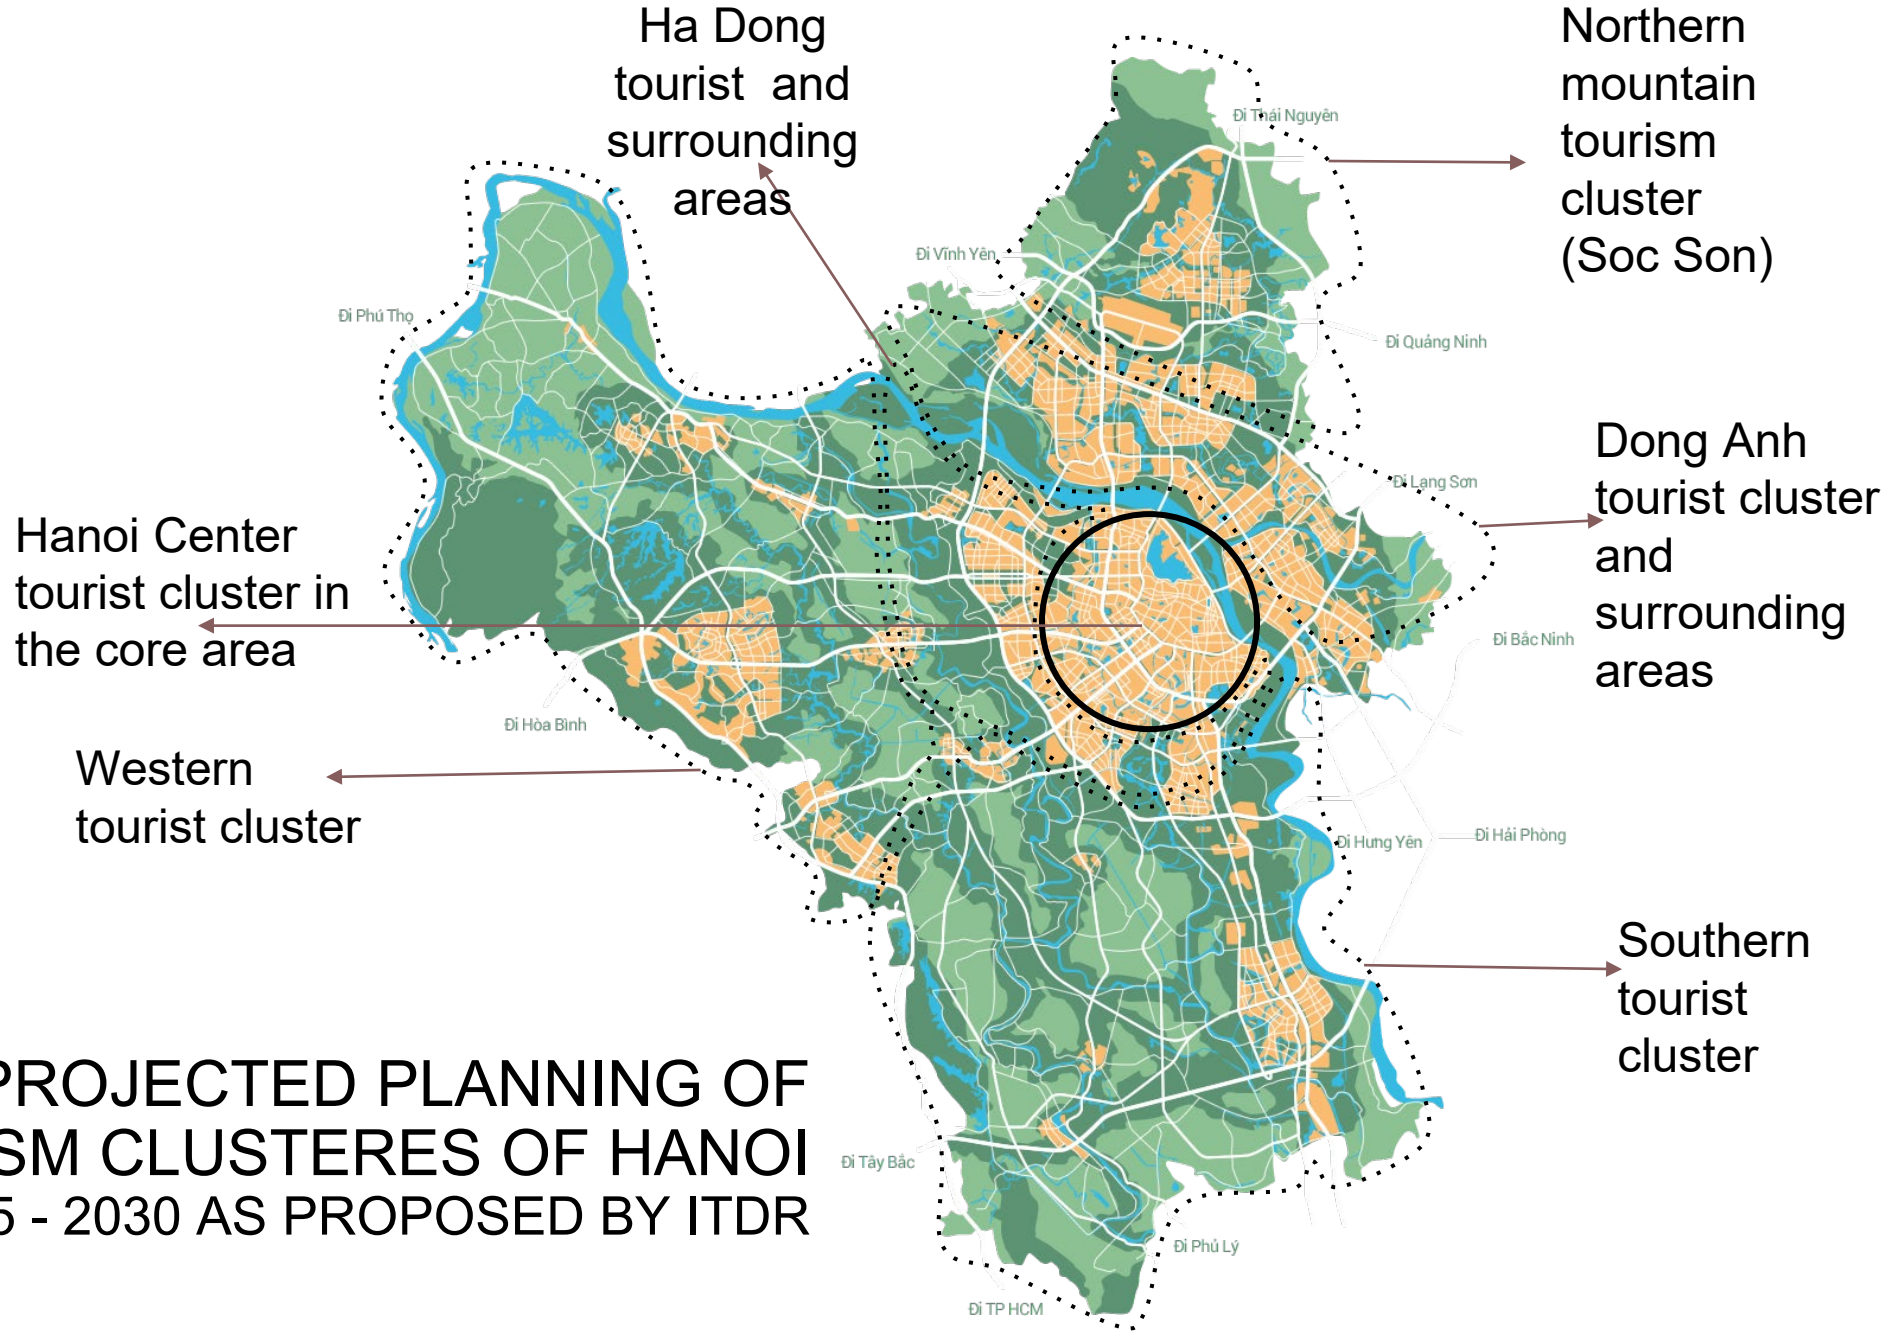 Ha Dong
tourist and
surrounding
areas
Northern
mountain
tourism
cluster
(Soc Son)
Đi Thái Nguyên
Đi Vĩnh Yên
Đi Phú Thọ
Đi Quảng Ninh
Dong Anh
tourist cluster
and
surrounding
areas
Đi Lạng Sơn
Hanoi Center
tourist cluster in
the core area
Đi Bắc Ninh
Đi Hòa Bình
Western
tourist cluster
Đi Hưng Yên
Đi Hải Phòng
Southern
tourist
cluster
PROJECTED PLANNING OF
SM CLUSTERES OF HANOI
5 - 2030 AS PROPOSED BY ITDR
Đi Tây Bắc
Đi Phủ Lý
Đi TP HCM